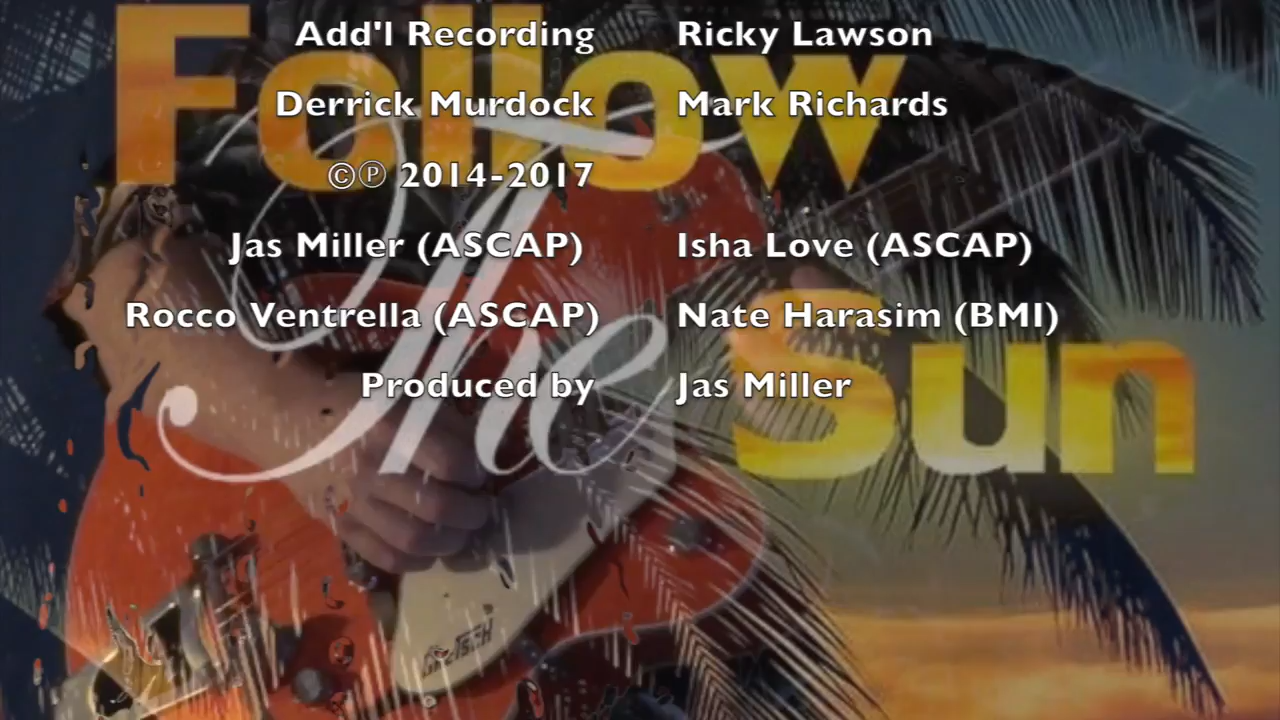 Follow
The
Sun
Add'l Recording Ricky Lawson
Derrick Murdock Mark Richards
©℗ 2014-2017
Jas Miller (ASCAP) Isha Love (ASCAP)
Rocco Ventrella (ASCAP) Nate Harasim (BMI)
Produced by Jas Miller
GRETSCH